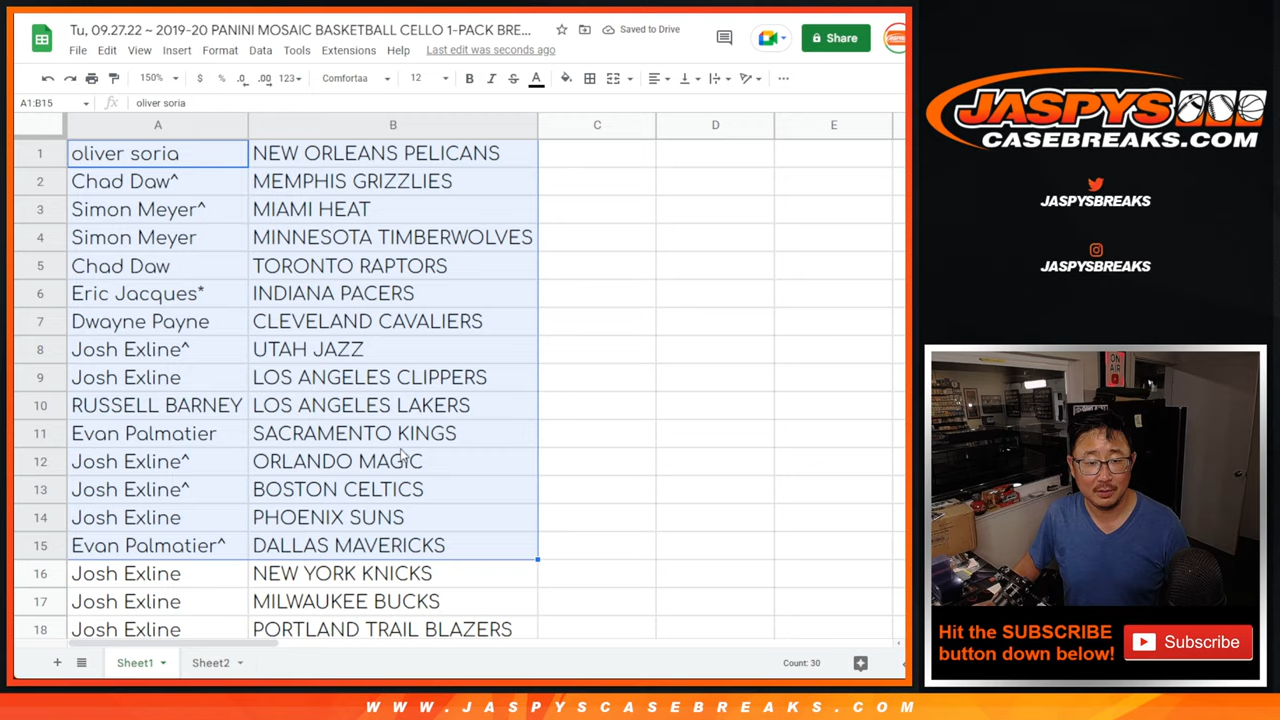 Tu, 09.27.22 ~ 2019-20 PANINI MOSAIC BASKETBALL CELLO 1-PACK BRE...
Saved to Drive
Share
File Edit View Insert Format Data Tools Extensions Help Last edit was seconds ago
150% $ % .0 .00 123 Comfortaa 12 B I S A
A1:B15 fx oliver soria
A B C D E
1 oliver soria NEW ORLEANS PELICANS
2 Chad Daw^ MEMPHIS GRIZZLIES
3 Simon Meyer^ MIAMI HEAT
4 Simon Meyer MINNESOTA TIMBERWOLVES
5 Chad Daw TORONTO RAPTORS
6 Eric Jacques* INDIANA PACERS
7 Dwayne Payne CLEVELAND CAVALIERS
8 Josh Exline^ UTAH JAZZ
9 Josh Exline LOS ANGELES CLIPPERS
10 RUSSELL BARNEY LOS ANGELES LAKERS
11 Evan Palmatier SACRAMENTO KINGS
12 Josh Exline^ ORLANDO MAGIC
13 Josh Exline^ BOSTON CELTICS
14 Josh Exline PHOENIX SUNS
15 Evan Palmatier^ DALLAS MAVERICKS
16 Josh Exline NEW YORK KNICKS
17 Josh Exline MILWAUKEE BUCKS
18 Josh Exline PORTLAND TRAIL BLAZERS
Sheet1 Sheet2 Count: 30
JASPYS
CASEBREAKS.COM
JASPYSBREAKS
JASPYSBREAKS
ON AIR
Hit the SUBSCRIBE
button down below!
Subscribe
WWW.JASPYSCASEBREAKS.COM